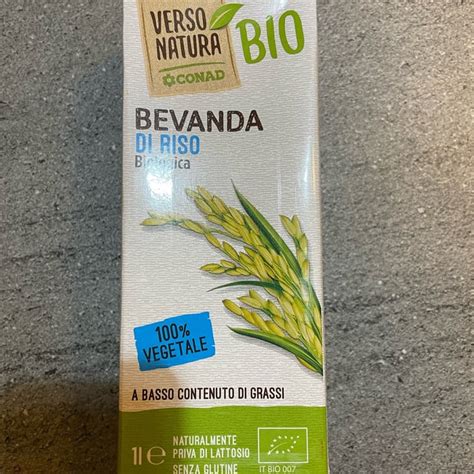 VERSO
NATURA
CONAD
BIO
BEVANDA
DI RISO
Biologica
100%
VEGETALE
A BASSO CONTENUTO DI GRASSI
1l e
NATURALMENTE
PRIVA DI LATTOSIO
SENZA GLUTINE
IT BIO 007